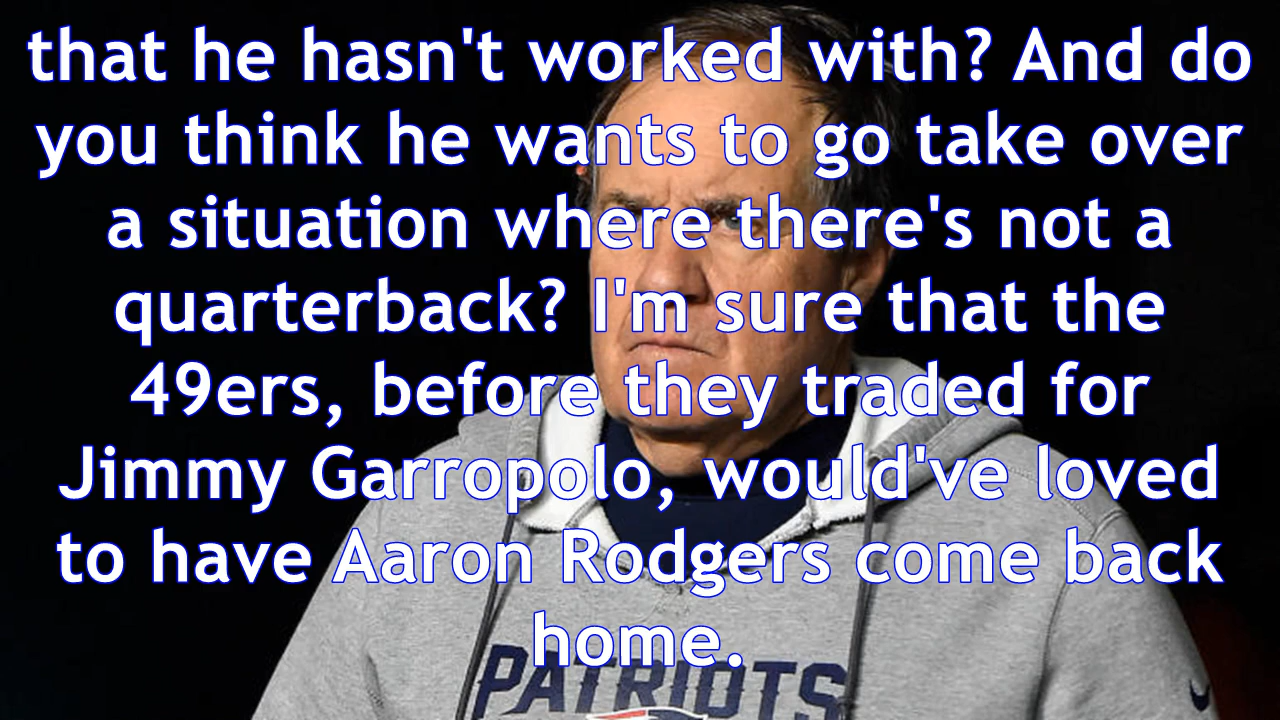 that he hasn't worked with? And do
you think he wants to go take over
a situation where there's not a
quarterback? I'm sure that the
49ers, before they traded for
Jimmy Garropolo, would've loved
to have Aaron Rodgers come back
home.
PATRIOTS